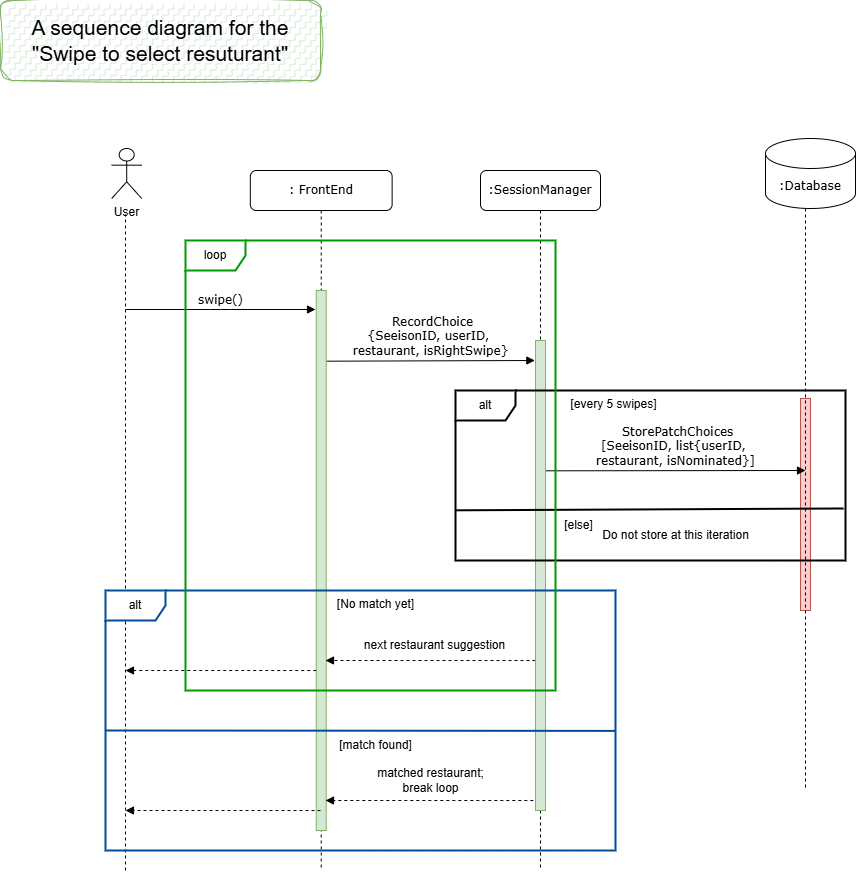 A sequence diagram for the
"Swipe to select resuturant"
User
: FrontEnd
:SessionManager
:Database
loop
swipe()
RecordChoice
{SeeisonID, userID,
restaurant, isRightSwipe}
alt
[every 5 swipes]
StorePatchChoices
[SeeisonID, list{userID,
restaurant, isNominated}]
[else]
Do not store at this iteration
alt
[No match yet]
next restaurant suggestion
[match found]
matched restaurant;
break loop